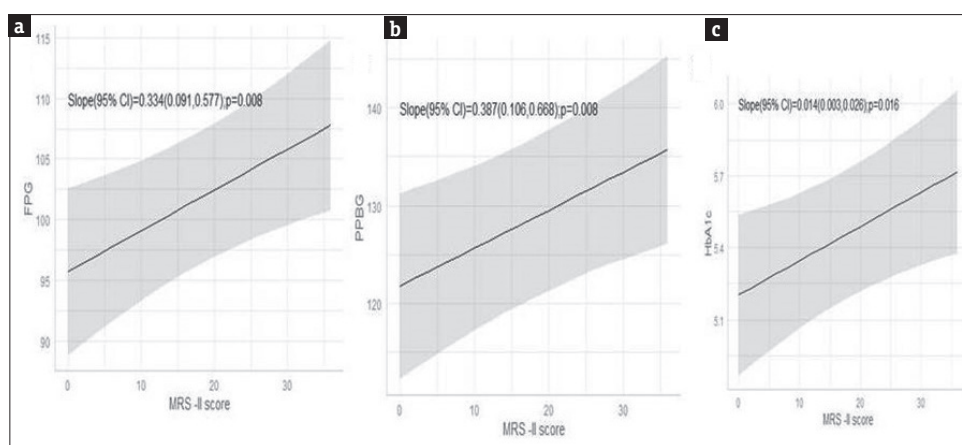 a
115
110
105
100
95
90
FPG
Slope(95% CI)=0.334(0.091,0.577);p=0.008
0
10
20
30
MRS -II score
b
140
130
120
PPBG
Slope(95% CI)=0.387(0.106,0.668);p=0.008
0
10
20
30
MRS -II score
c
6.0
5.7
5.4
5.1
HbA1c
Slope(95% CI)=0.014(0.003,0.026);p=0.016
0
10
20
30
MRS -II score